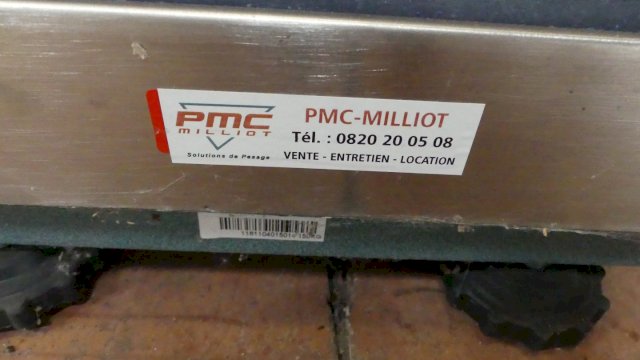 PMC
MILLIOT
Solutions de Pesage
PMC-MILLIOT
Tél. : 0820 20 05 08
VENTE - ENTRETIEN - LOCATION